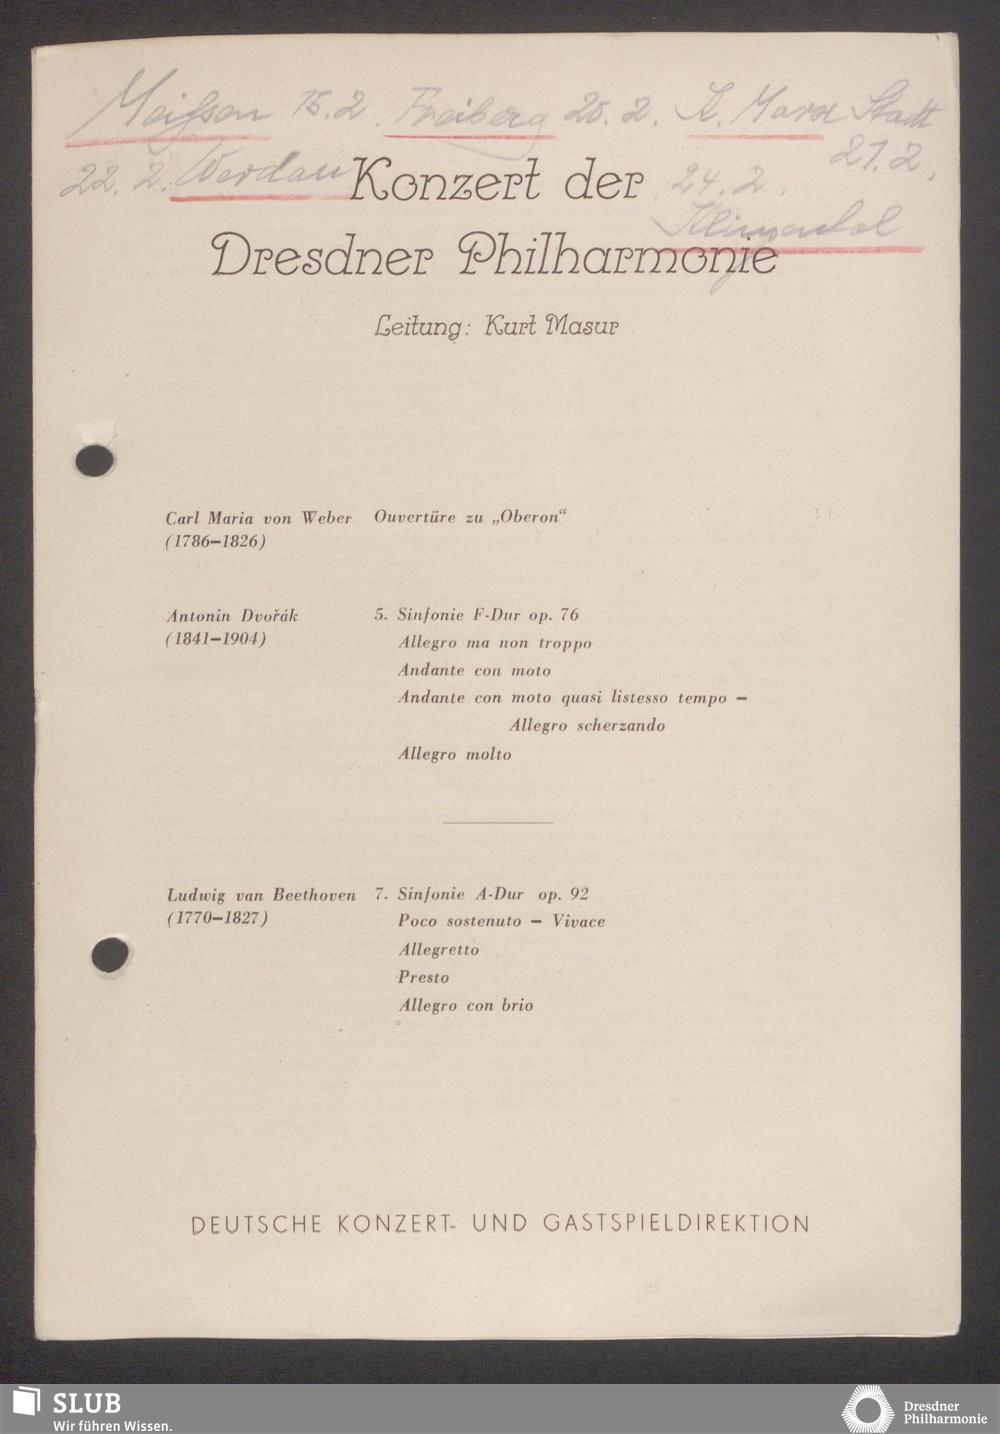 Meißen 15.2. Freiberg 20.2. K. Marx Stadt
21.2.
22.2. Werdau
24.2.
Konzert der
Dresdner Philharmonie
Leitung: Kurt Masur
Carl Maria von Weber Ouvertüre zu „Oberon“
(1786–1826)
Antonin Dvořák 5. Sinfonie F-Dur op. 76
(1841–1904)
Allegro ma non troppo
Andante con moto
Andante con moto quasi listesso tempo –
Allegro scherzando
Allegro molto
Ludwig van Beethoven 7. Sinfonie A-Dur op. 92
(1770–1827)
Poco sostenuto – Vivace
Allegretto
Presto
Allegro con brio
DEUTSCHE KONZERT- UND GASTSPIELDIREKTION
SLUB
Wir führen Wissen.
Dresdner
Philharmonie